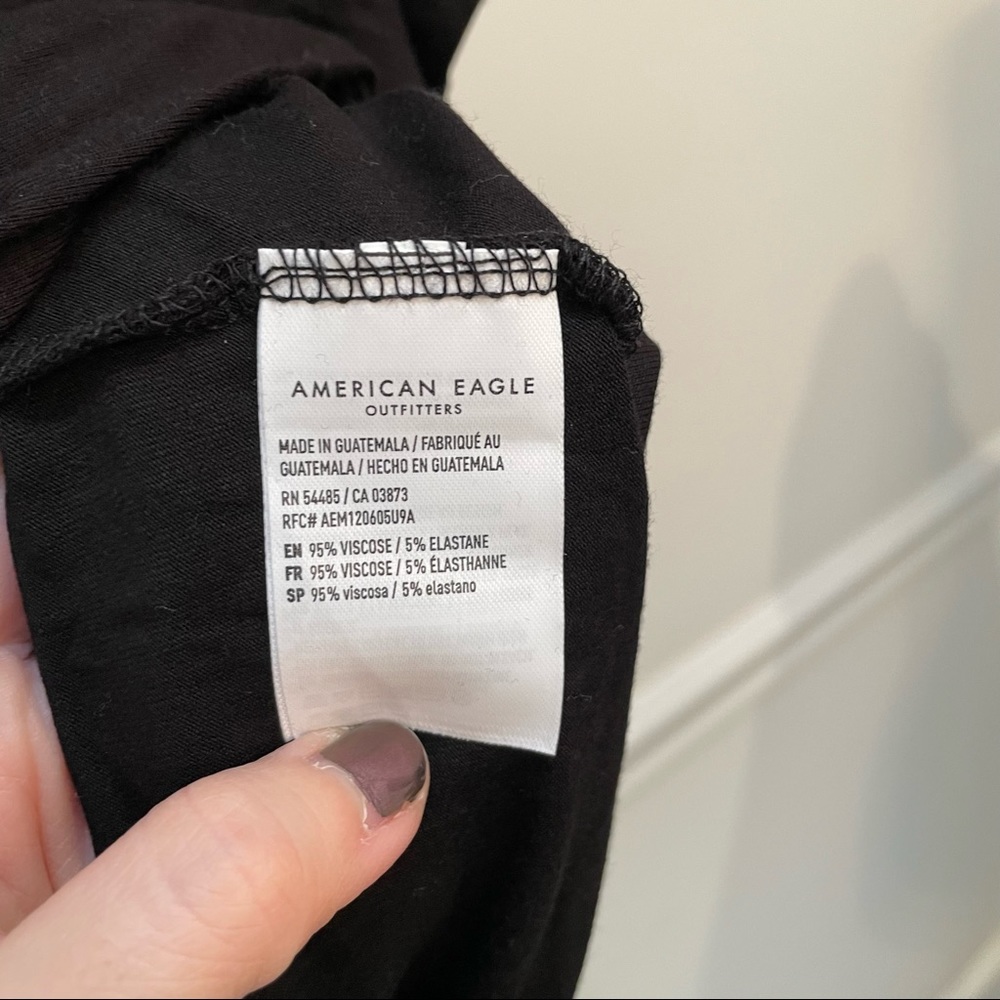 AMERICAN EAGLE
OUTFITTERS
MADE IN GUATEMALA / FABRIQUÉ AU
GUATEMALA / HECHO EN GUATEMALA
RN 54485 / CA 03873
RFC# AEM120605U9A
EN 95% VISCOSE / 5% ELASTANE
FR 95% VISCOSE / 5% ÉLASTHANNE
SP 95% viscosa / 5% elastano